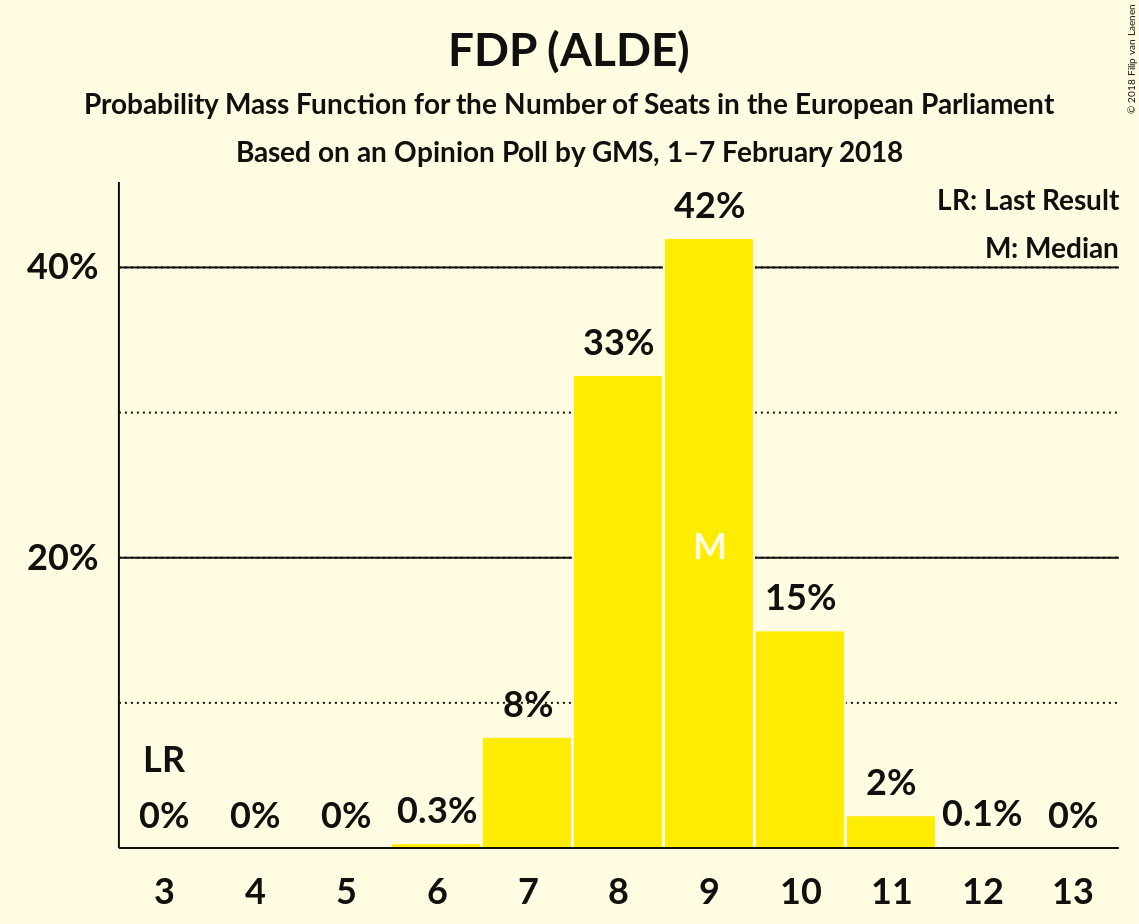 FDP (ALDE)
Probability Mass Function for the Number of Seats in the European Parliament
Based on an Opinion Poll by GMS, 1–7 February 2018
© 2018 Filip van Laenen
LR: Last Result
M: Median
42%
40%
33%
M
20%
15%
8%
LR
2%
0% 0% 0% 0.3% 0.1% 0%
3 4 5 6 7 8 9 10 11 12 13